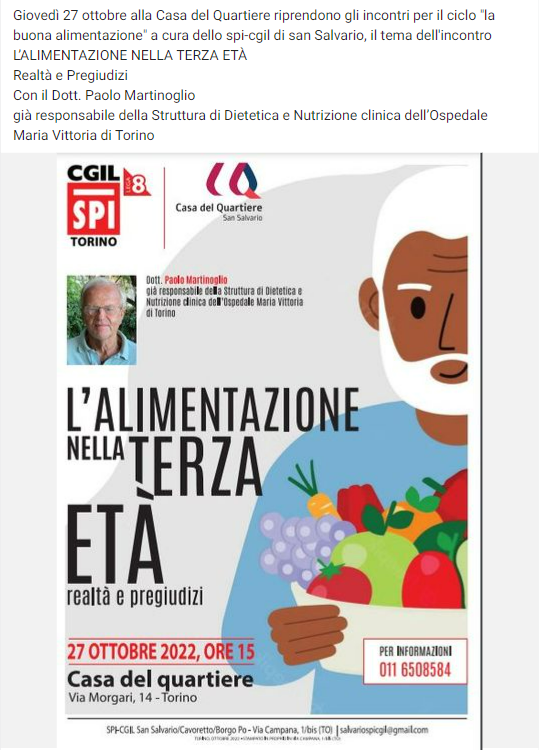 Giovedì 27 ottobre alla Casa del Quartiere riprendono gli incontri per il ciclo "la
buona alimentazione" a cura dello spi-cgil di san Salvario, il tema dell'incontro
L'ALIMENTAZIONE NELLA TERZA ETÀ
Realtà e Pregiudizi
Con il Dott. Paolo Martinoglio
già responsabile della Struttura di Dietetica e Nutrizione clinica dell'Ospedale
Maria Vittoria di Torino
CGIL
LEGA 8
SPI
TORINO
Casa del Quartiere
San Salvario
Dott. Paolo Martinoglio
già responsabile della Struttura di Dietetica e
Nutrizione clinica dell'Ospedale Maria Vittoria
di Torino
L'ALIMENTAZIONE
NELLA TERZA
ETÀ
realtà e pregiudizi
27 OTTOBRE 2022, ORE 15
Casa del quartiere
Via Morgari, 14 - Torino
PER INFORMAZIONI
011 6508584
SPI-CGIL San Salvario/Cavoretto/Borgo Po - Via Campana, 1/bis (TO) | salvariospicgil@gmail.com